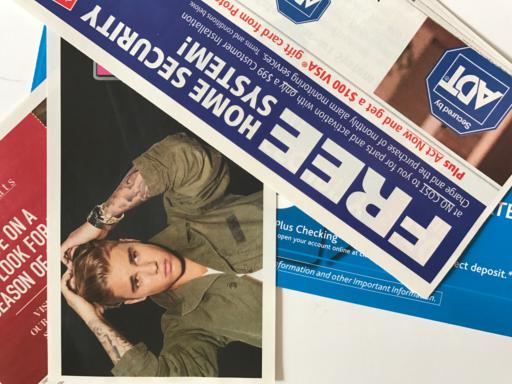 FREE
HOME SECURITY
SYSTEM!
at NO COST to you for parts and activation with only a $99 Customer Installation
Charge and the purchase of monthly alarm monitoring services. Terms and conditions below.
Plus Act Now and get a $100 VISA® gift card from
Secured by
ADT
E ON A
LOOK FOR
EASON OF
OUR
Plus Checking
open your account online at
ct deposit.*
nformation and other Important Information.